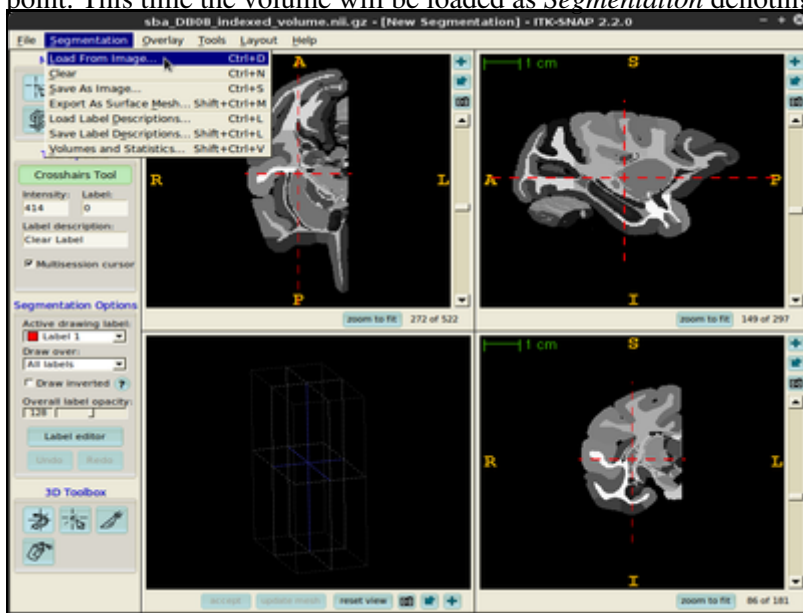 point. This time the volume will be loaded as Segmentation denoting
sba_DB08_indexed_volume.nii.gz - [New Segmentation] - ITK-SNAP 2.2.0
File Segmentation Overlay Tools Layout Help
Load From Image... Ctrl+D
Clear Ctrl+N
Save As Image... Ctrl+S
Export As Surface Mesh... Shift+Ctrl+M
Load Label Descriptions... Ctrl+L
Save Label Descriptions... Shift+Ctrl+L
Volumes and Statistics... Shift+Ctrl+V
Crosshairs Tool
Intensity: Label:
414 0
Label description:
Clear Label
Multisession cursor
Segmentation Options
Active drawing label:
Label 1
Draw over:
All labels
Draw inverted ?
Overall label opacity:
128
Label editor
Undo Redo
3D Toolbox
A
R L
P
zoom to fit 272 of 522
1 cm S
A P
I
zoom to fit 149 of 297
accept update mesh reset view
1 cm S
R L
I
zoom to fit 86 of 181